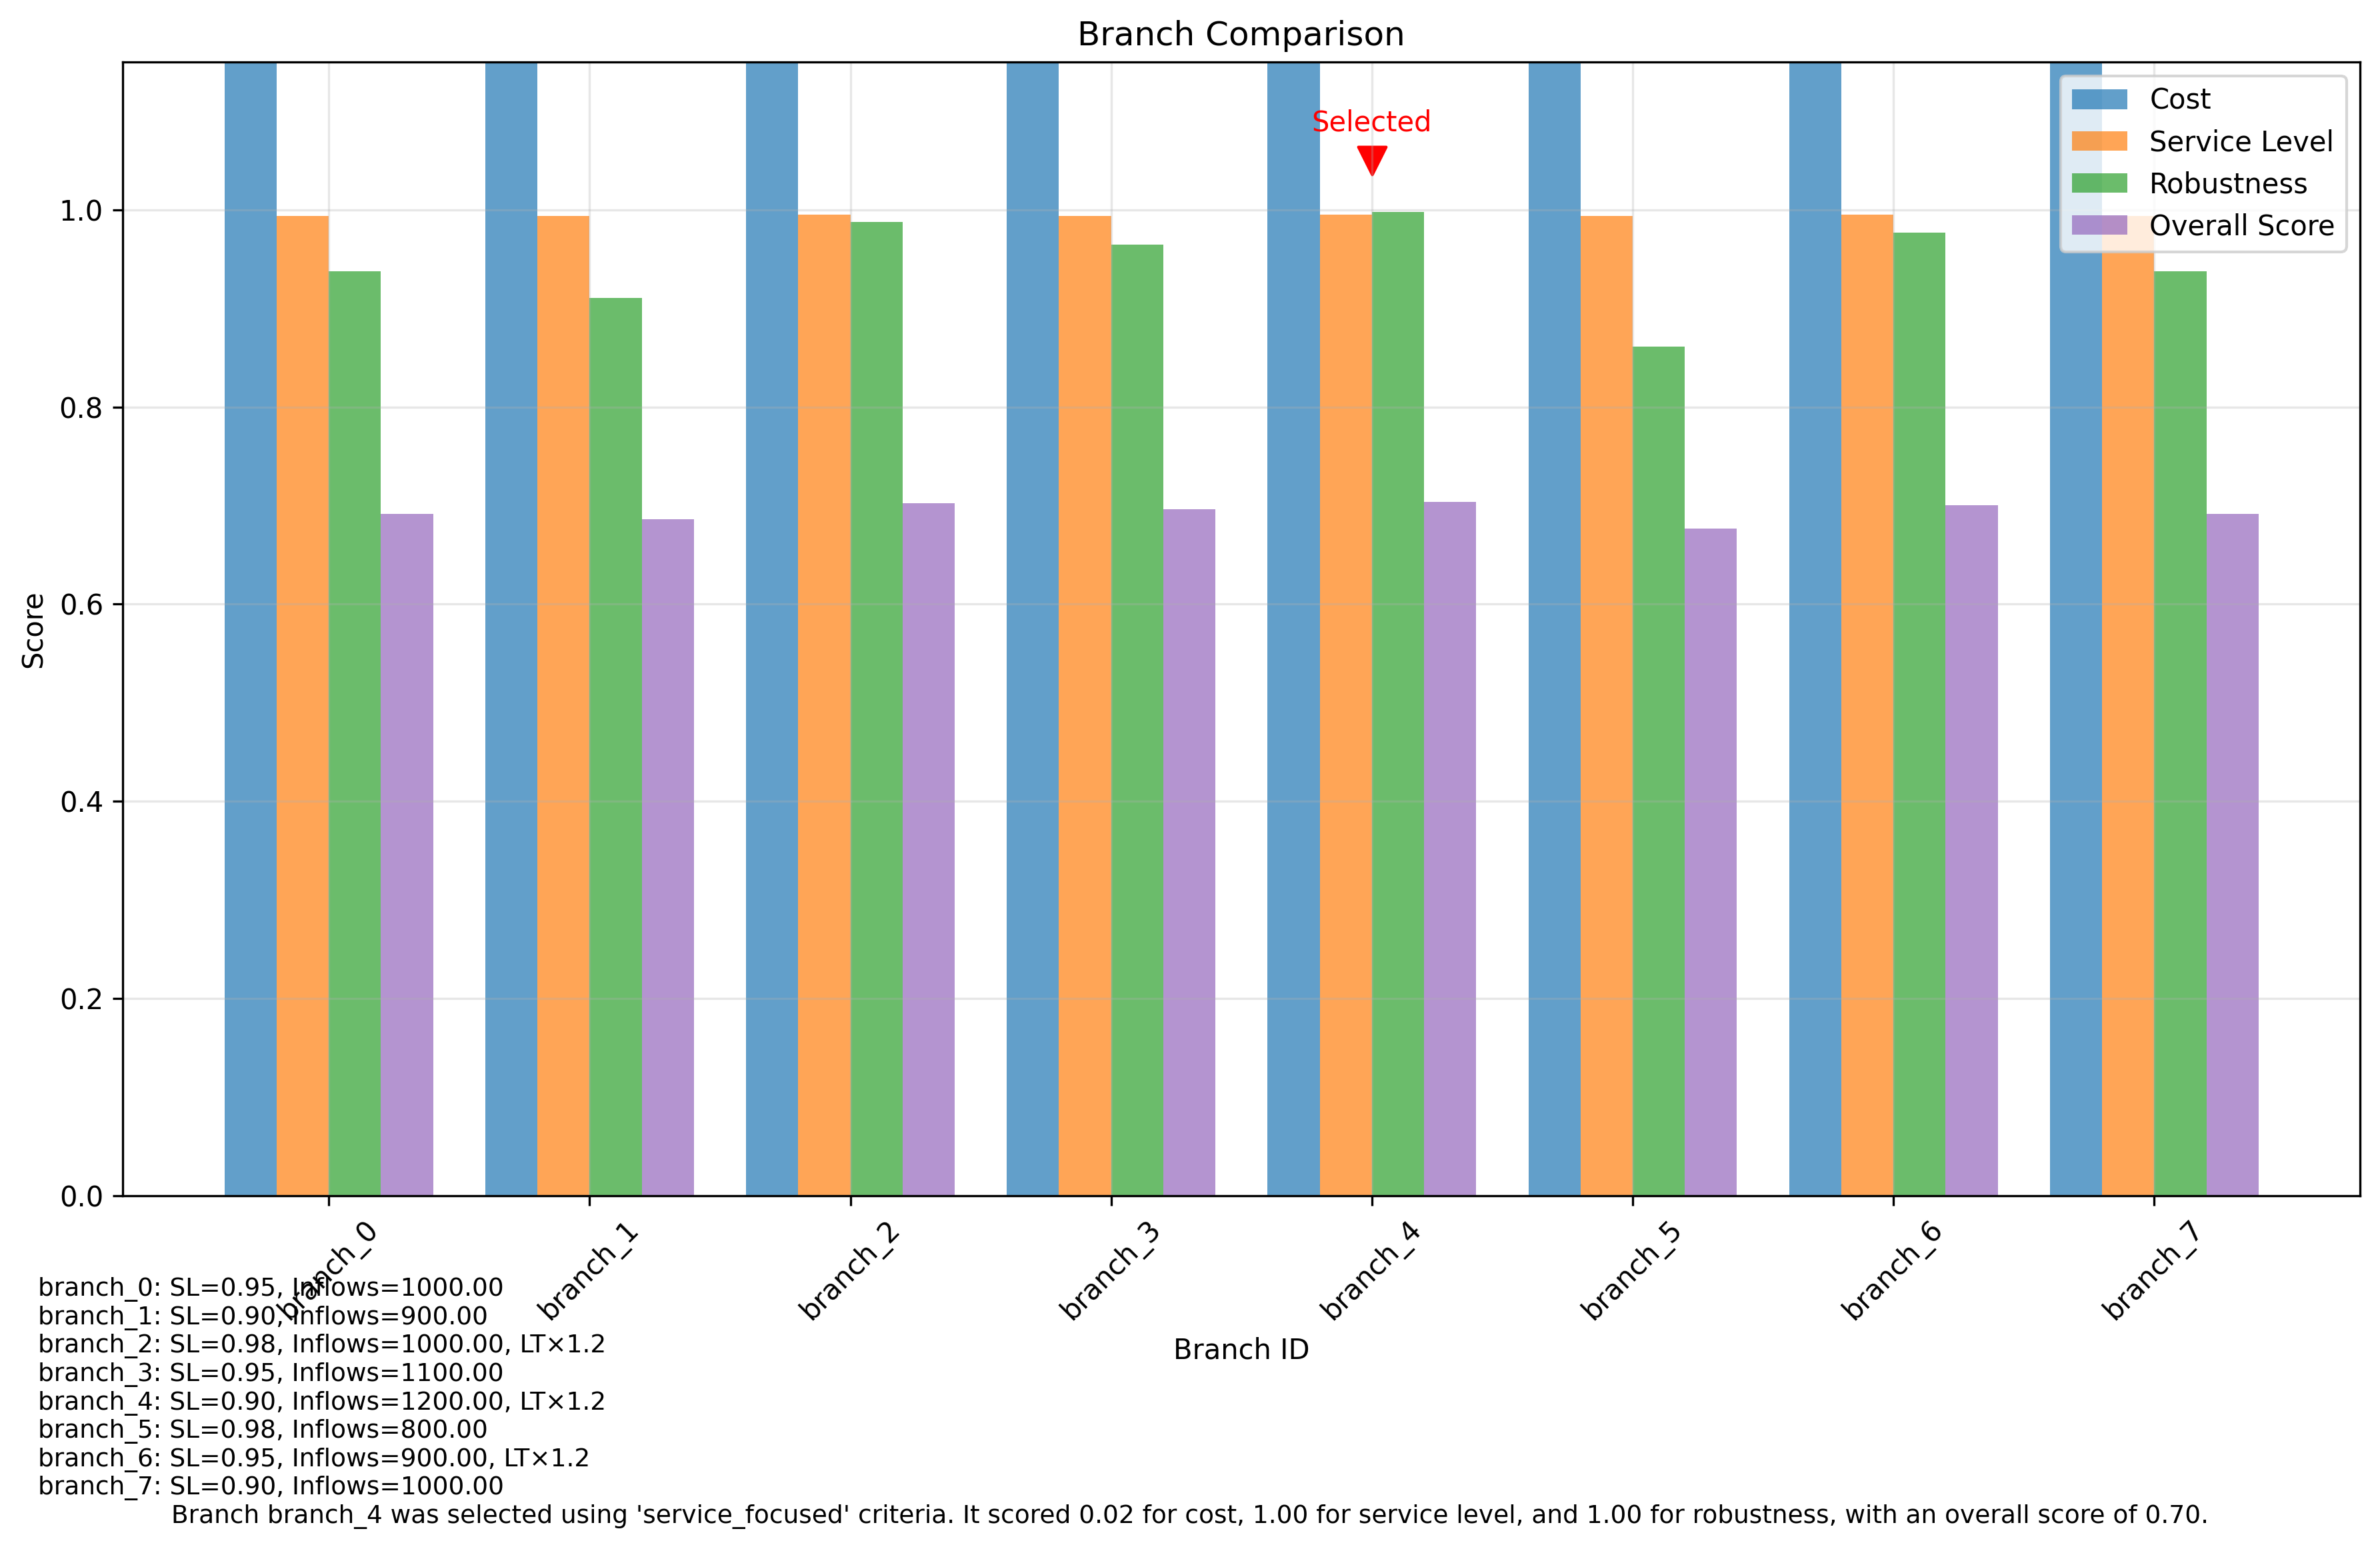 Branch Comparison
Selected
Cost
Service Level
Robustness
Overall Score
1.0
0.8
0.6
0.4
0.2
0.0
Score
branch_0
branch_1
branch_2
branch_3
branch_4
branch_5
branch_6
branch_7
Branch ID
branch_0: SL=0.95, Inflows=1000.00
branch_1: SL=0.90, Inflows=900.00
branch_2: SL=0.98, Inflows=1000.00, LT×1.2
branch_3: SL=0.95, Inflows=1100.00
branch_4: SL=0.90, Inflows=1200.00, LT×1.2
branch_5: SL=0.98, Inflows=800.00
branch_6: SL=0.95, Inflows=900.00, LT×1.2
branch_7: SL=0.90, Inflows=1000.00
Branch branch_4 was selected using 'service_focused' criteria. It scored 0.02 for cost, 1.00 for service level, and 1.00 for robustness, with an overall score of 0.70.